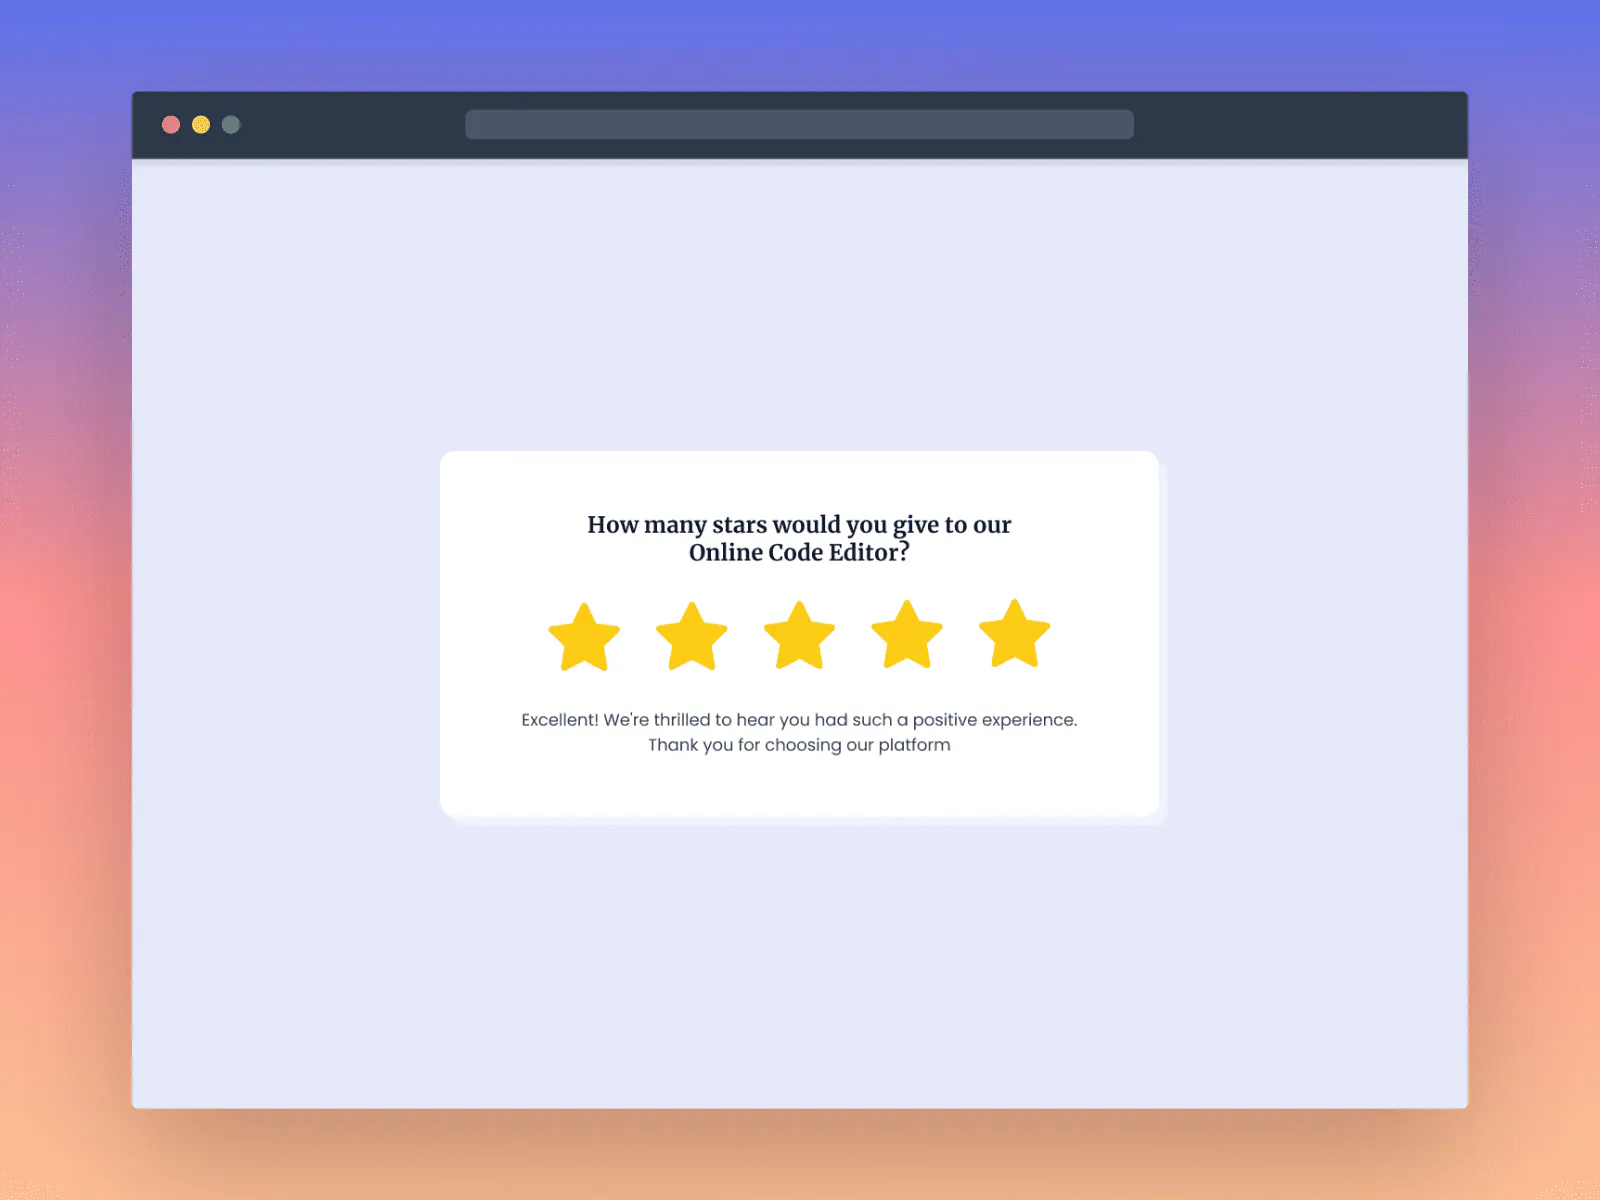 How many stars would you give to our
Online Code Editor?
Excellent! We're thrilled to hear you had such a positive experience.
Thank you for choosing our platform